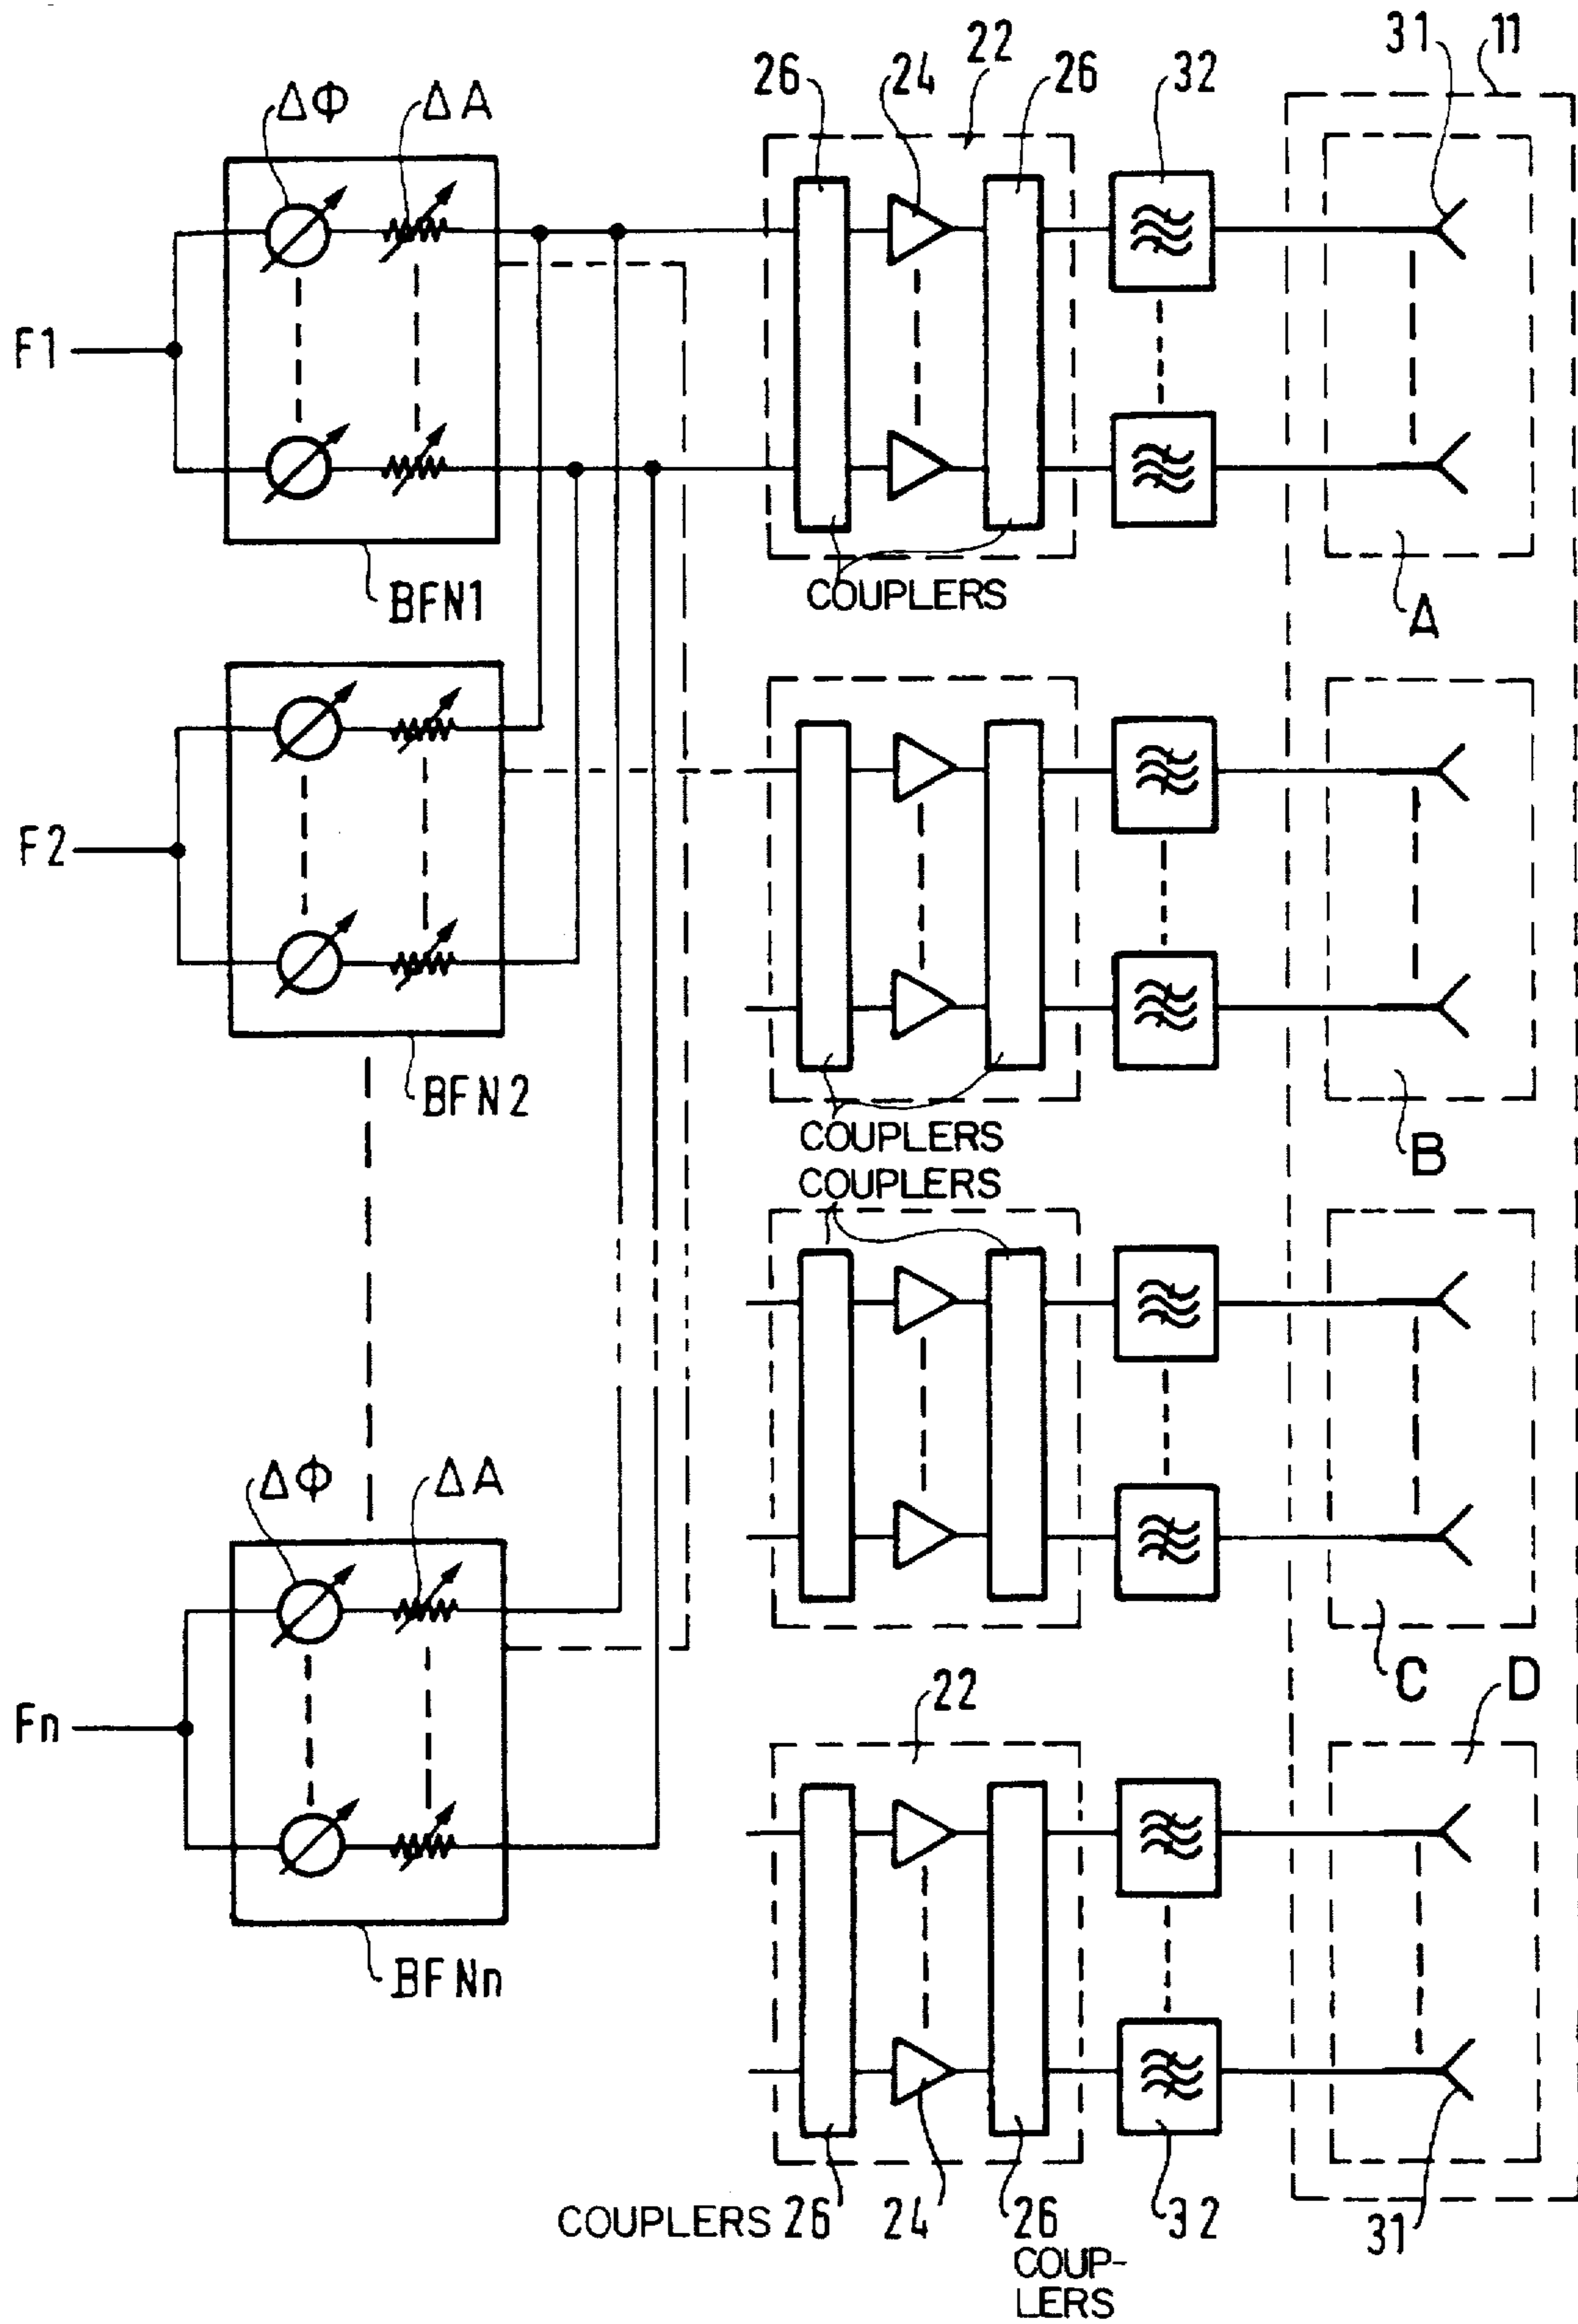 31 11
26 24 22 26 32
ΔΦ ΔA
F1
BFN1
COUPLERS
A
F2
BFN2
COUPLERS
B
COUPLERS
ΔΦ ΔA
C D
22
Fn
BFNn
COUPLERS 26 24 26 32 31
COUP-
LERS